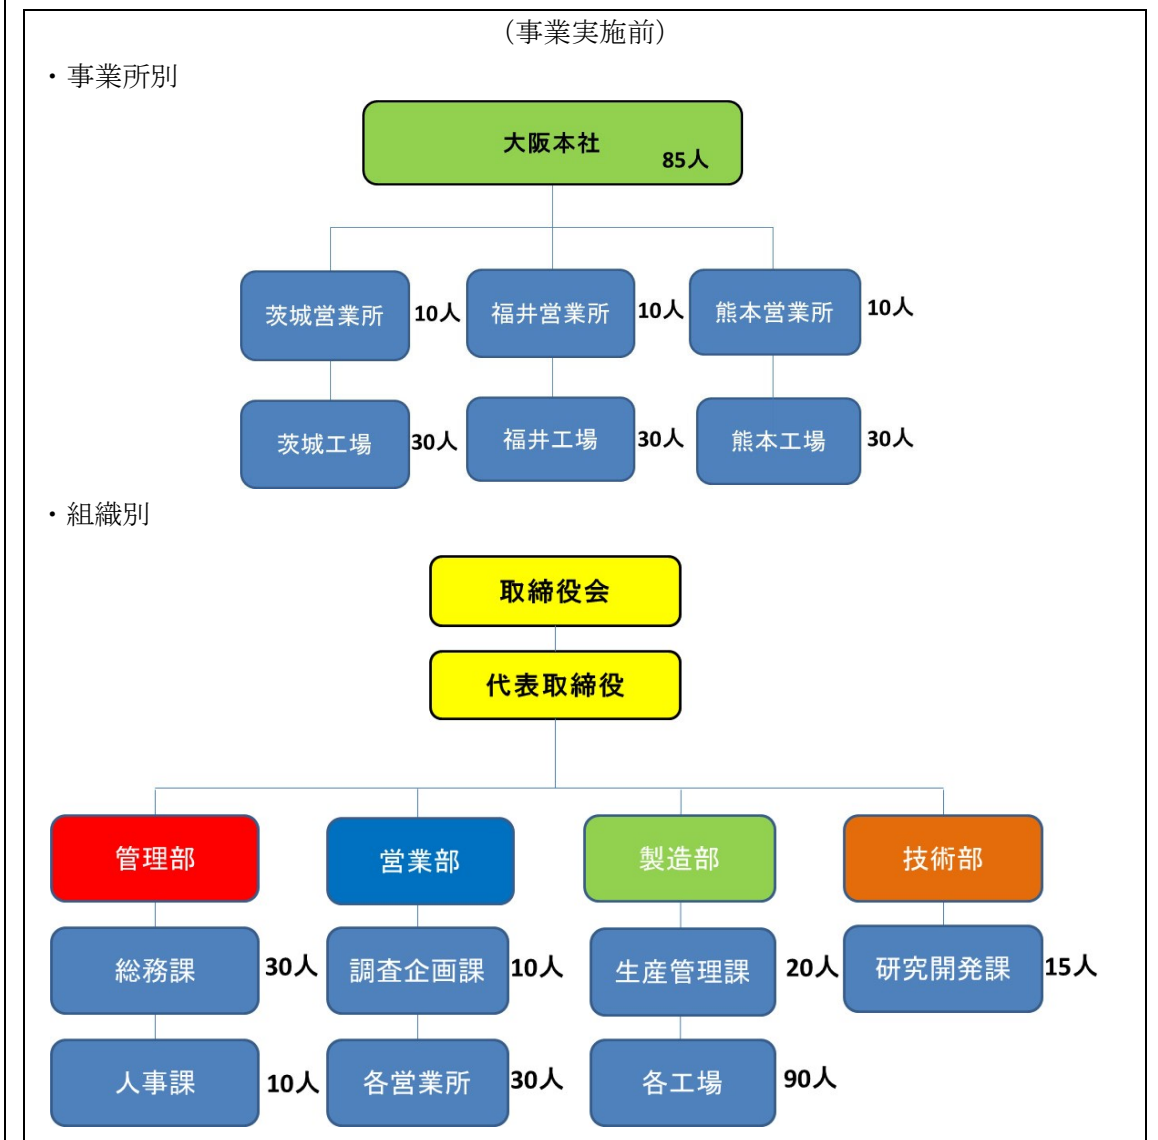 （事業実施前）
・事業所別
大阪本社
85人
茨城営業所
10人
福井営業所
10人
熊本営業所
10人
茨城工場
30人
福井工場
30人
熊本工場
30人
・組織別
取締役会
代表取締役
管理部
営業部
製造部
技術部
総務課
30人
調査企画課
10人
生産管理課
20人
研究開発課
15人
人事課
10人
各営業所
30人
各工場
90人